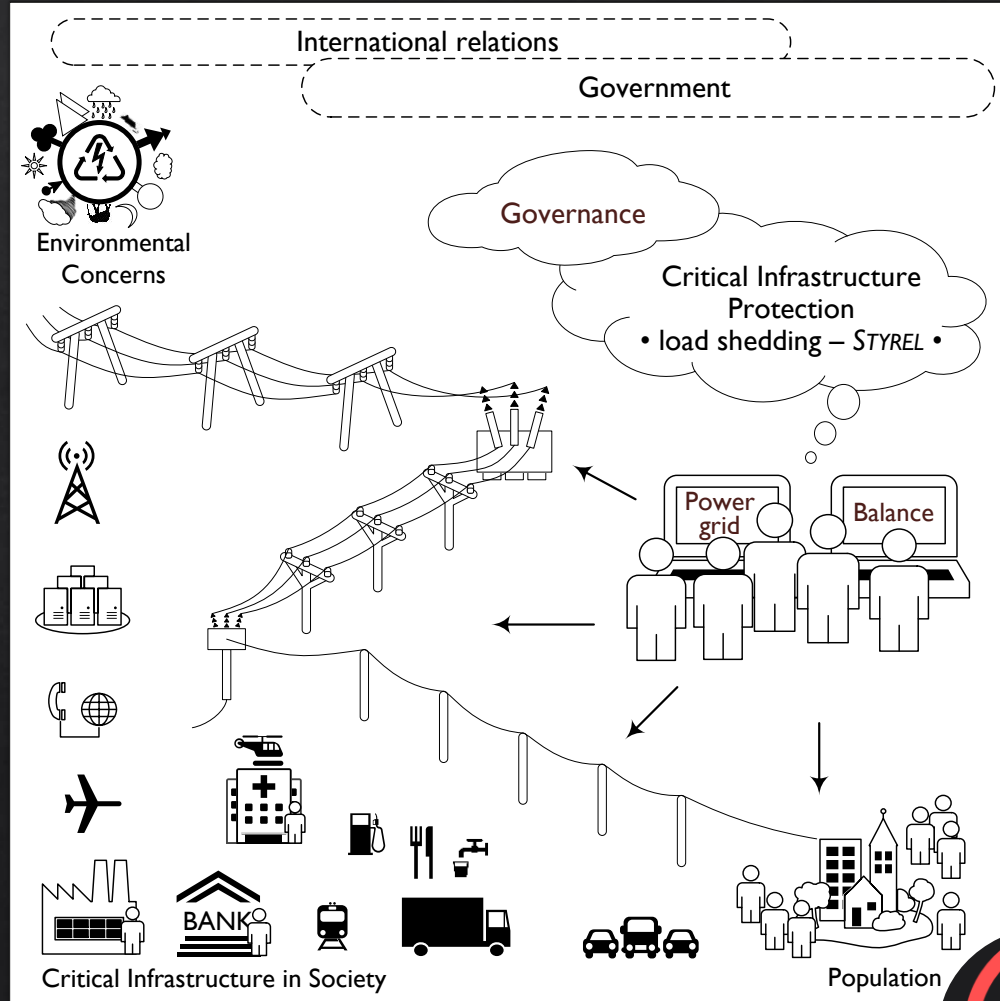 International relations
Government
Environmental
Concerns
Governance
Critical Infrastructure
Protection
• load shedding – STYREL •
Power
grid
Balance
BANK
Critical Infrastructure in Society
Population